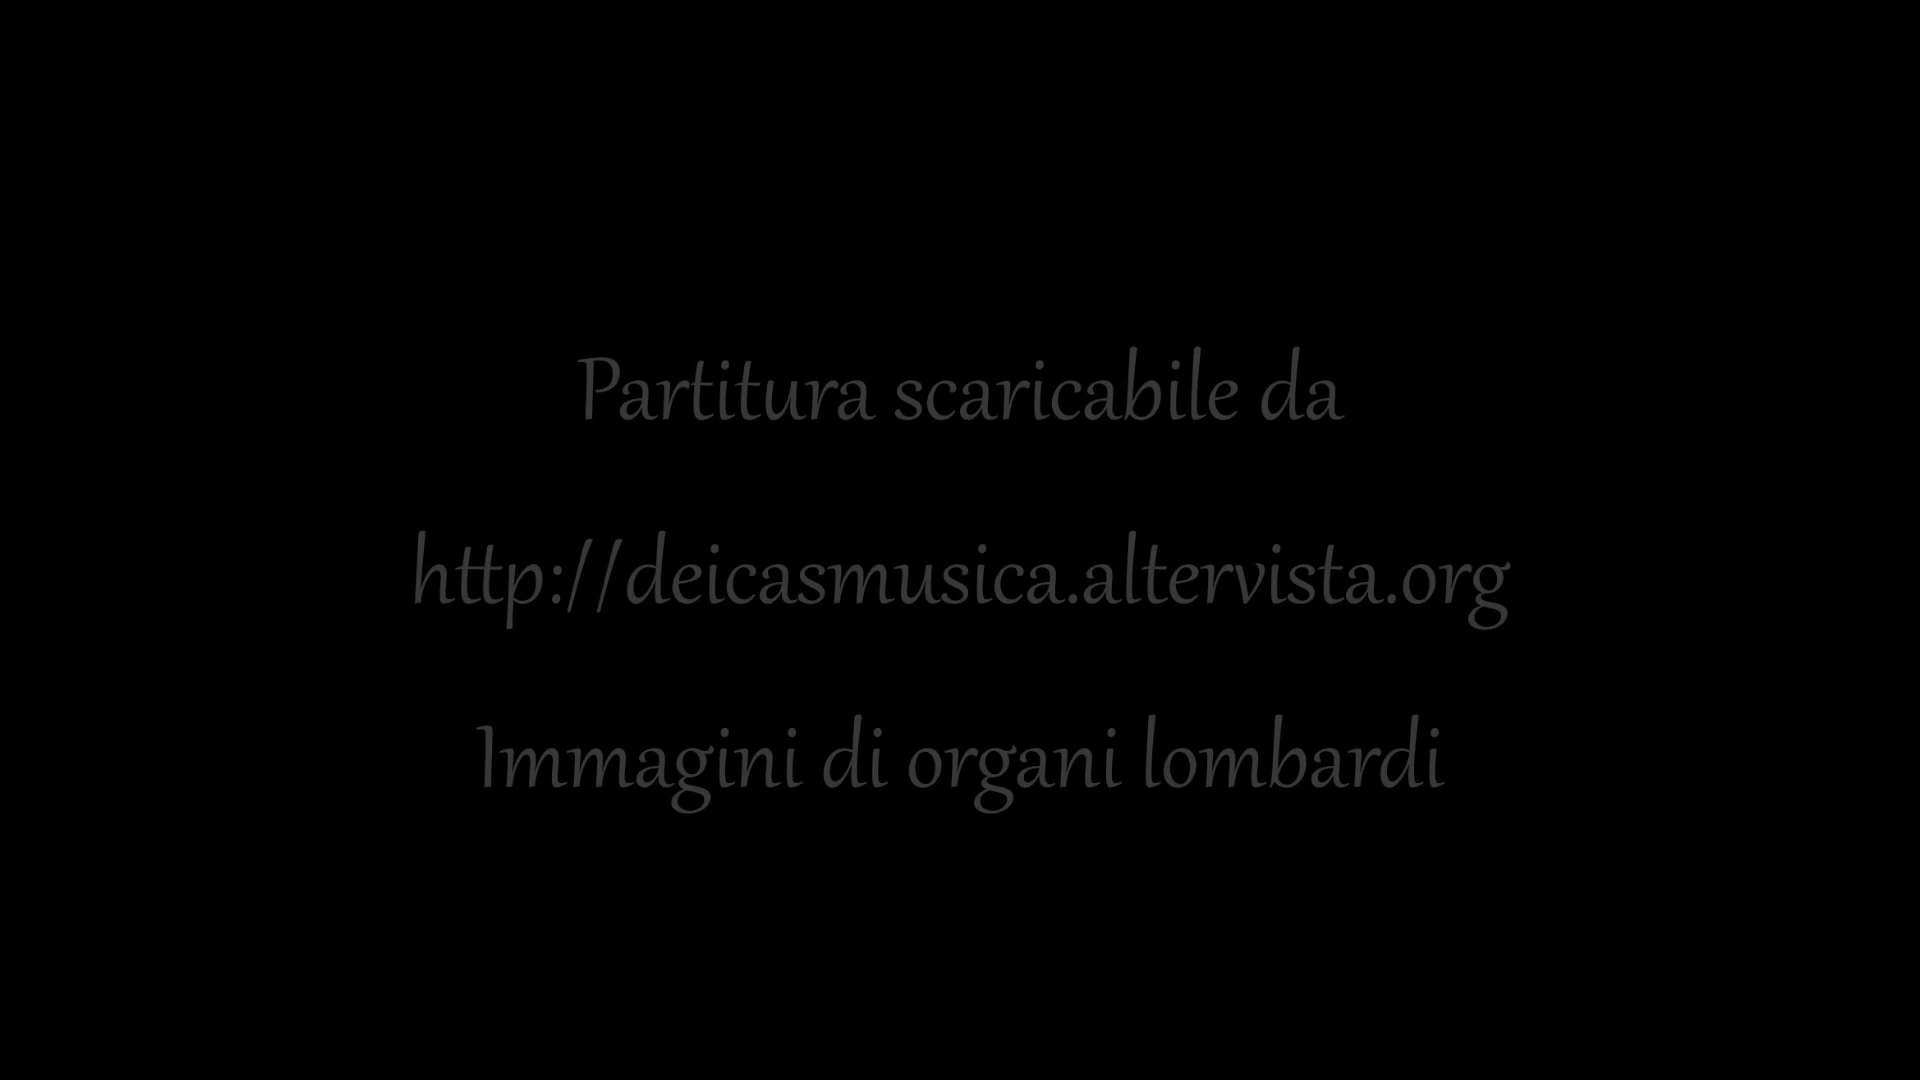 Partitura scaricabile da
http://deicasmusica.altervista.org
Immagini di organi lombardi